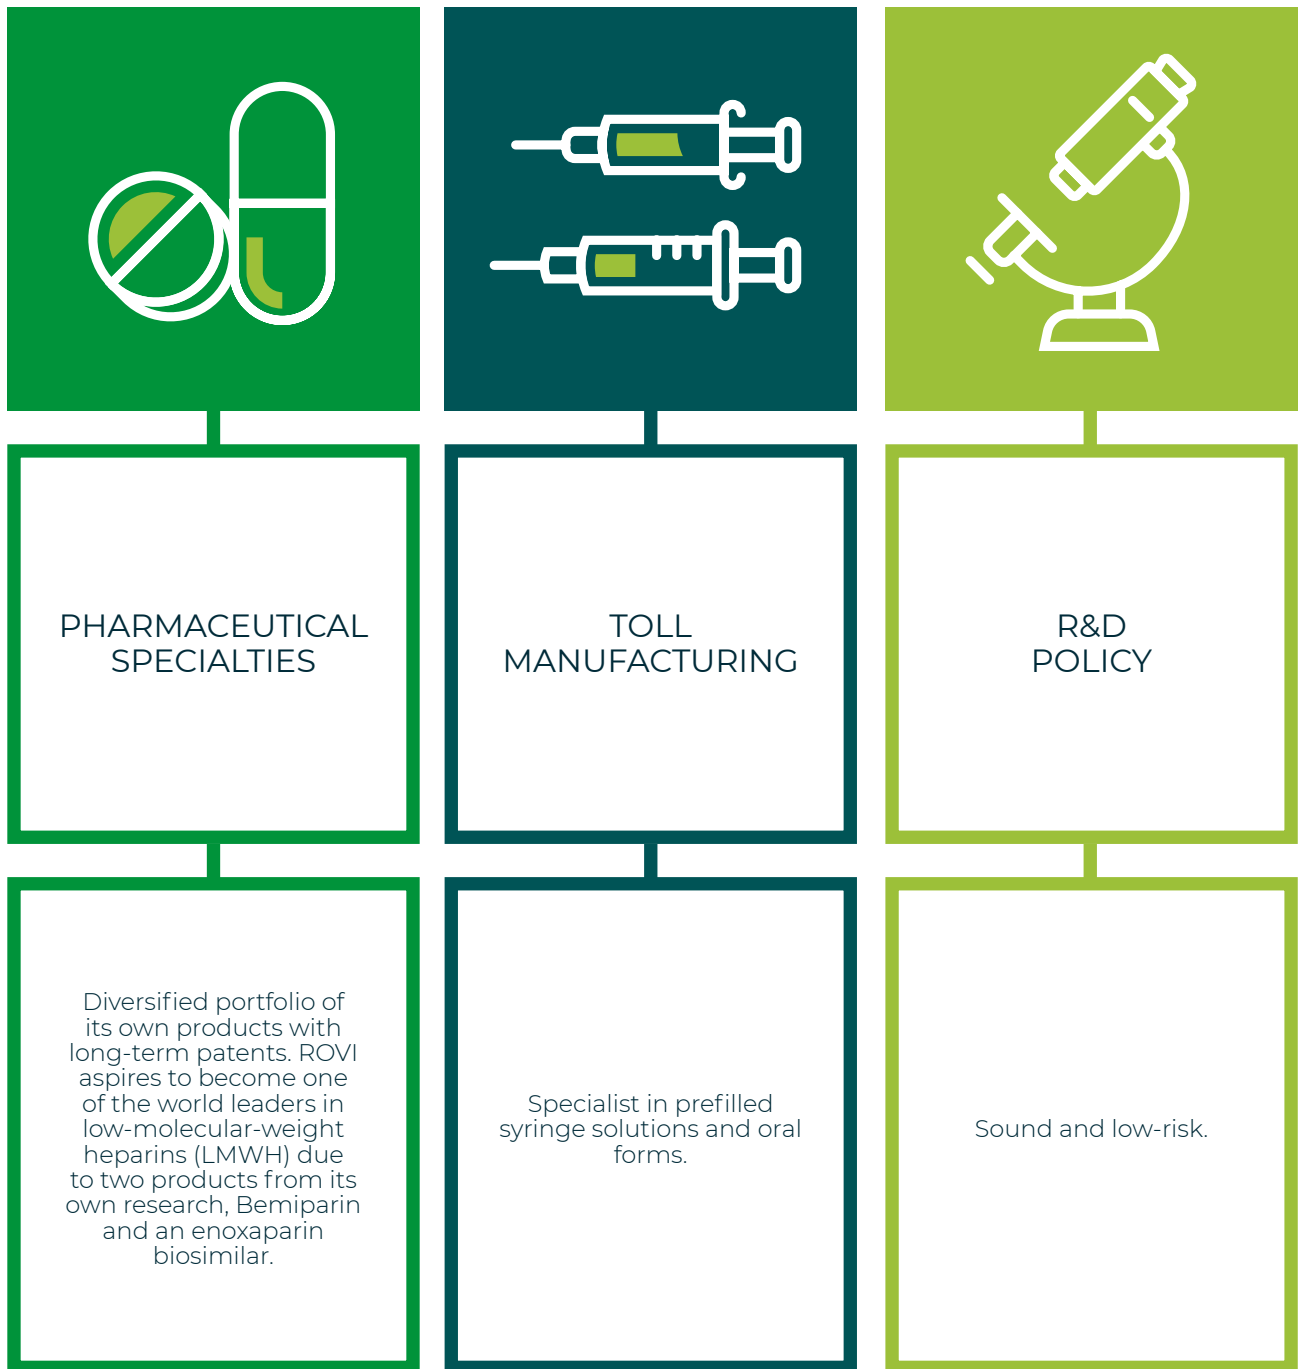 PHARMACEUTICAL
SPECIALTIES
TOLL
MANUFACTURING
R&D
POLICY
Diversified portfolio of
its own products with
long-term patents. ROVI
aspires to become one
of the world leaders in
low-molecular-weight
heparins (LMWH) due
to two products from its
own research, Bemiparin
and an enoxaparin
biosimilar.
Specialist in prefilled
syringe solutions and oral
forms.
Sound and low-risk.